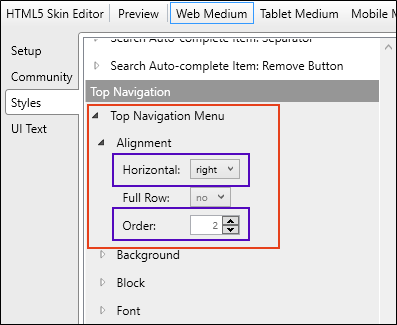 HTML5 Skin Editor Preview Web Medium Tablet Medium Mobile M
Setup
Community
Styles
UI Text
Search Auto-complete Item: Separator
Search Auto-complete Item: Remove Button
Top Navigation
Top Navigation Menu
Alignment
Horizontal: right
Full Row: no
Order: 2
Background
Block
Font